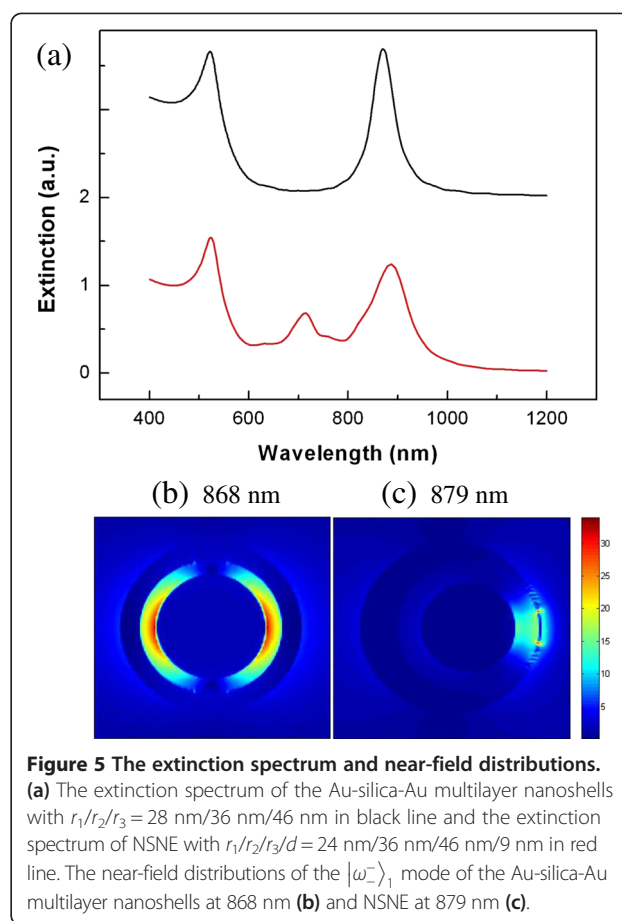 (a)
Extinction (a.u.)
2
1
0
400 600 800 1000 1200
Wavelength (nm)
(b) 868 nm (c) 879 nm
30
25
20
15
10
5
Figure 5 The extinction spectrum and near-field distributions.
(a) The extinction spectrum of the Au-silica-Au multilayer nanoshells
with r₁/r₂/r₃ = 28 nm/36 nm/46 nm in black line and the extinction
spectrum of NSNE with r₁/r₂/r₃/d = 24 nm/36 nm/46 nm/9 nm in red
line. The near-field distributions of the |ω₋⁻⟩₁ mode of the Au-silica-Au
multilayer nanoshells at 868 nm (b) and NSNE at 879 nm (c).